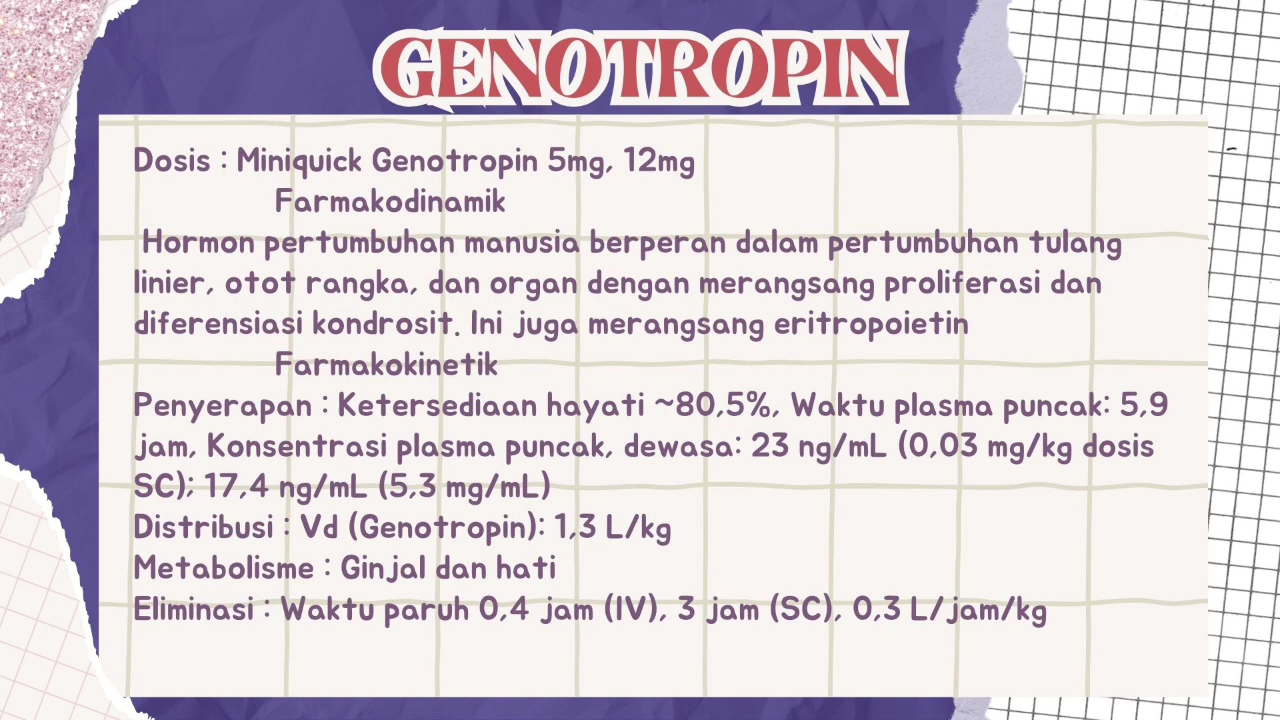 GENOTROPIN
Dosis : Miniquick Genotropin 5mg, 12mg
Farmakodinamik
Hormon pertumbuhan manusia berperan dalam pertumbuhan tulang
linier, otot rangka, dan organ dengan merangsang proliferasi dan
diferensiasi kondrosit. Ini juga merangsang eritropoietin
Farmakokinetik
Penyerapan : Ketersediaan hayati ~80,5%, Waktu plasma puncak: 5,9
jam, Konsentrasi plasma puncak, dewasa: 23 ng/mL (0,03 mg/kg dosis
SC); 17,4 ng/mL (5,3 mg/mL)
Distribusi : Vd (Genotropin): 1,3 L/kg
Metabolisme : Ginjal dan hati
Eliminasi : Waktu paruh 0,4 jam (IV), 3 jam (SC), 0,3 L/jam/kg